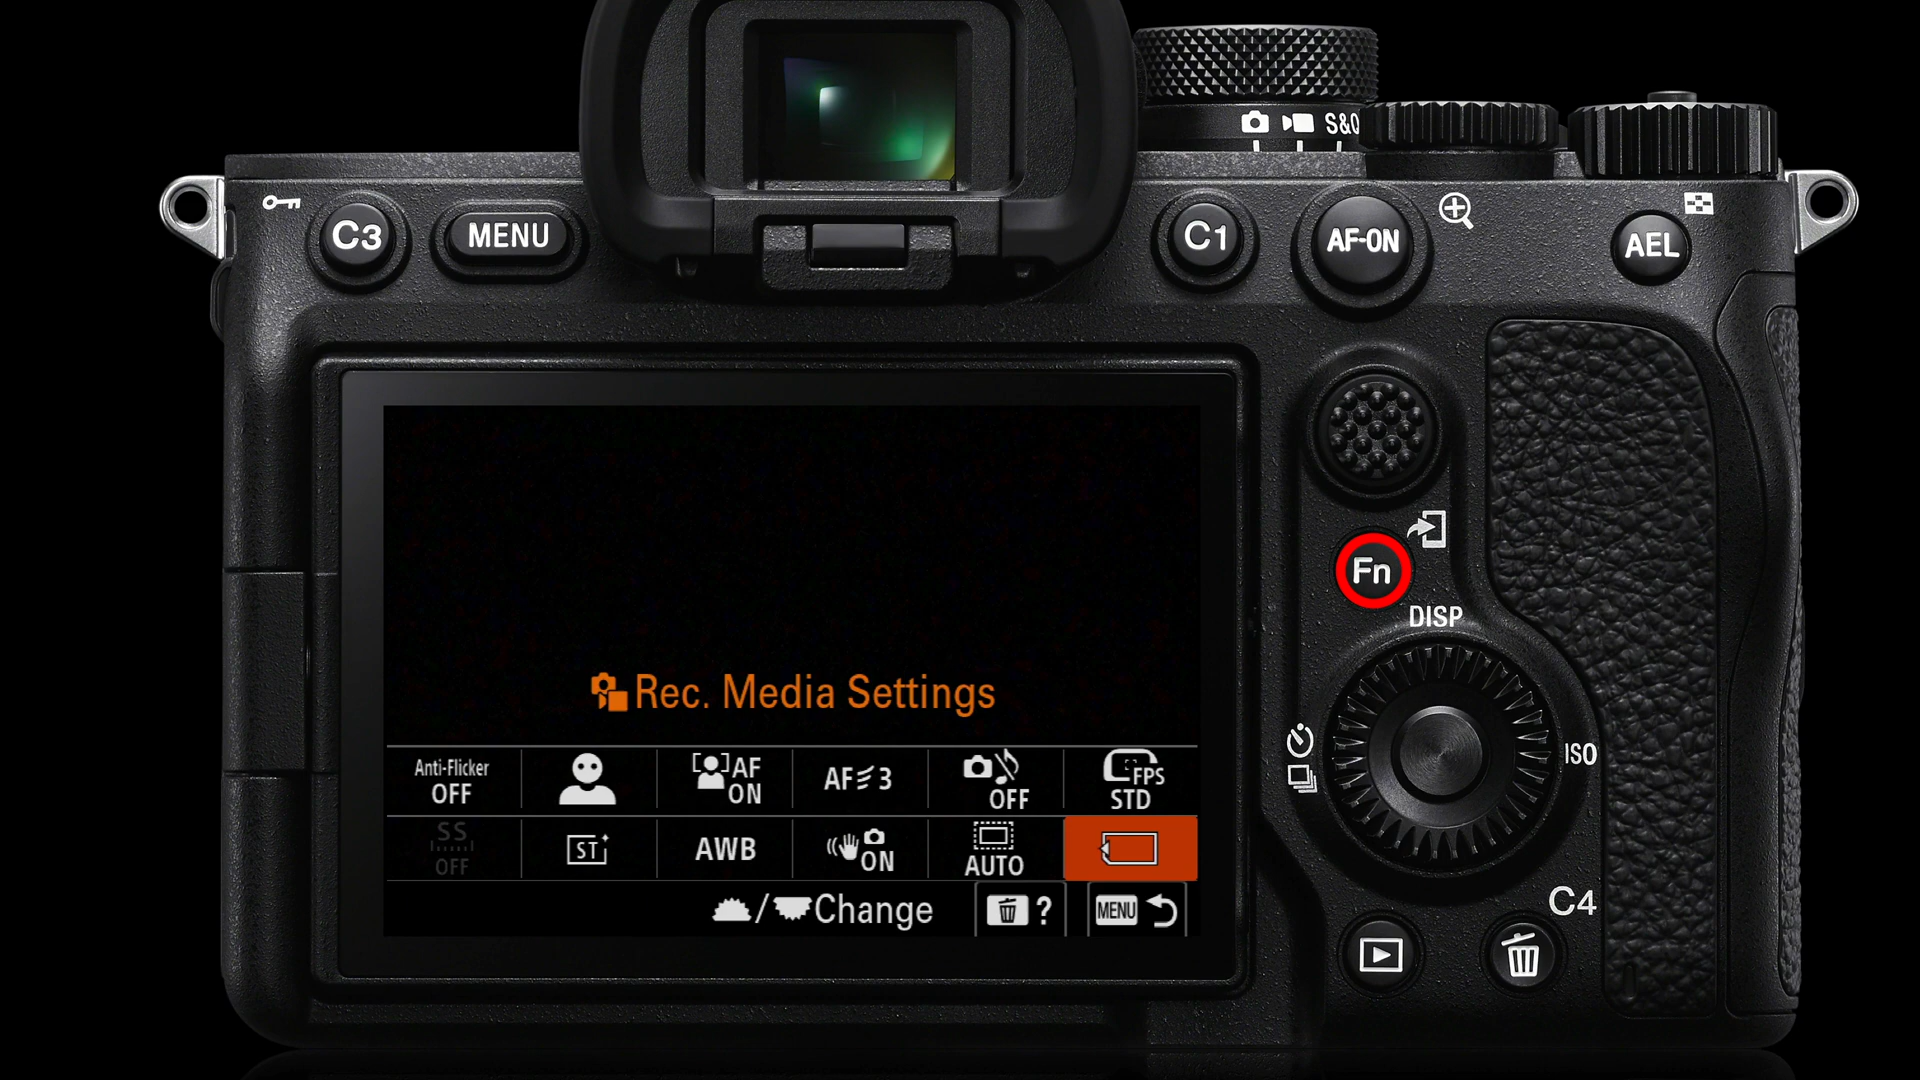 S&Q
C3
MENU
C1
AF-ON
AEL
Fn
DISP
Rec. Media Settings
Anti-Flicker
OFF
AF
ON
AF 3
OFF
FPS
STD
SS
OFF
ST
AWB
ON
AUTO
Change
?
MENU
ISO
C4